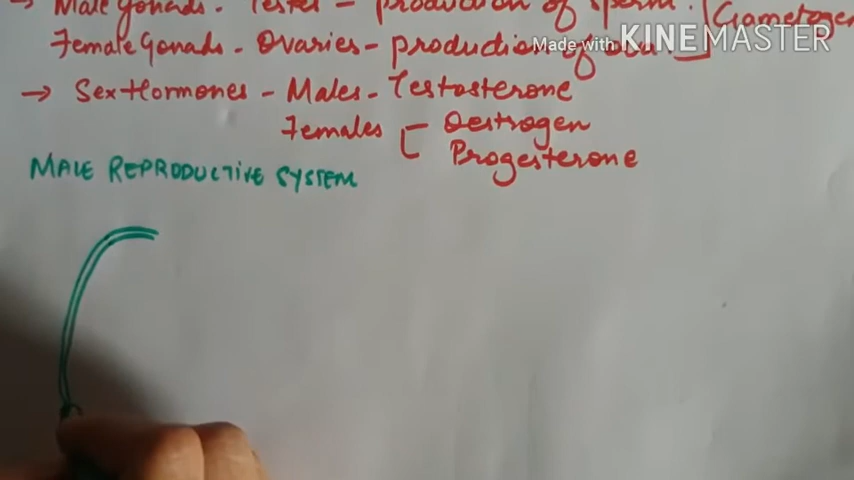 → Male Gonads - Testes - production of sperm. [Gametogen
Female Gonads - Ovaries - production of ova
Made with KINEMASTER
→ Sex Hormones - Males - Testosterone
Females [ Oestrogen
Progesterone
MALE REPRODUCTIVE SYSTEM